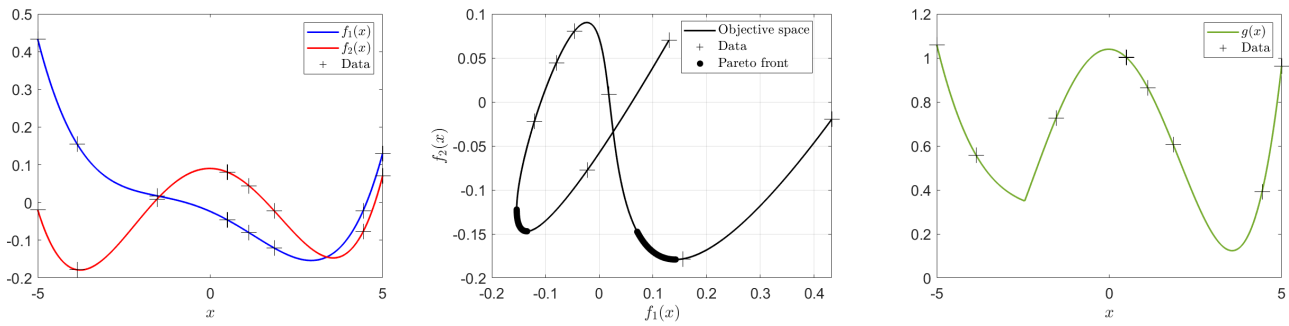 0.5
0.4
0.3
0.2
0.1
0
-0.1
-0.2
-5
0
5
x
f₁(x)
f₂(x)
Data
0.1
0.05
0
-0.05
-0.1
-0.15
-0.2
f₂(x)
-0.2
-0.1
0
0.1
0.2
0.3
0.4
f₁(x)
Objective space
Data
Pareto front
1.2
1
0.8
0.6
0.4
0.2
0
-5
0
5
x
g(x)
Data